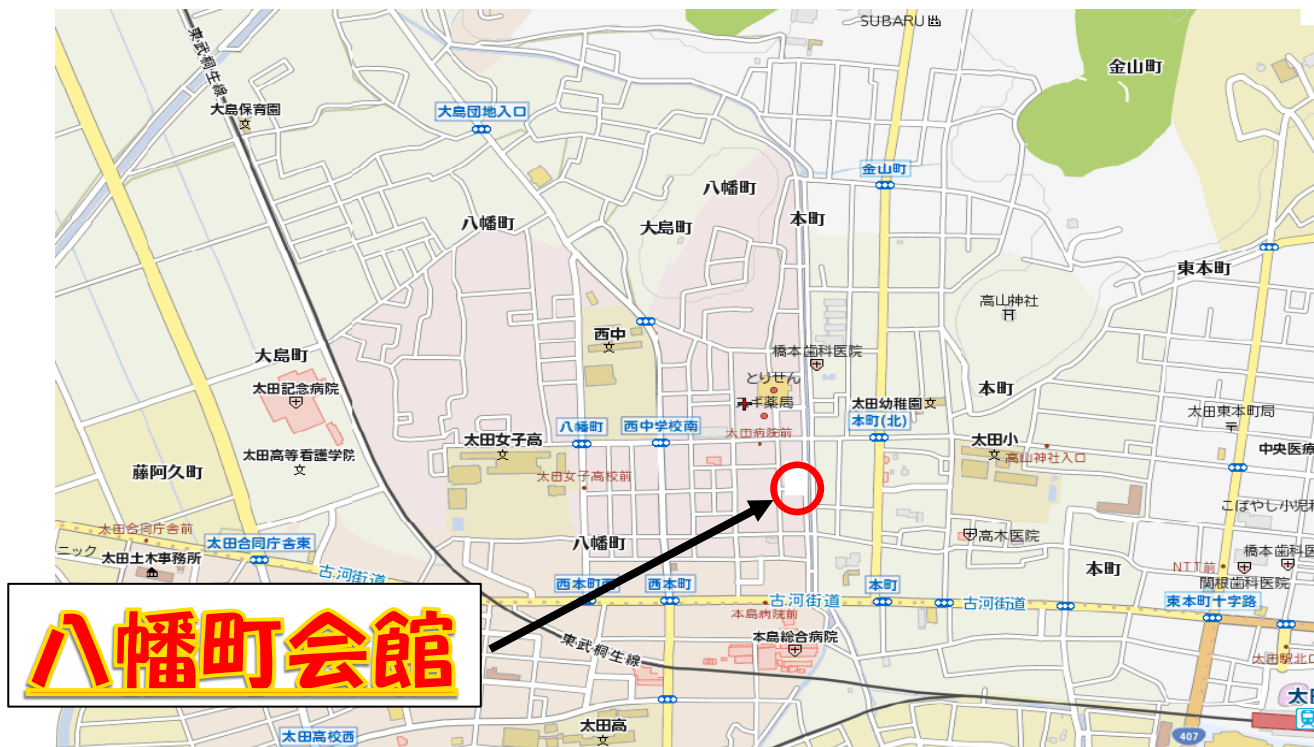 SUBARU
東武桐生線
金山町
大島保育園
大島団地入口
金山町
八幡町
八幡町
大島町
本町
東本町
高山神社
西中
橋本歯科医院
大島町
とりせん
太田記念病院
本町
スギ薬局
太田幼稚園
太田東本町局
八幡町
西中学校南
本町(北)
太田病院前
太田女子高
太田小
中央医療
太田高等看護学院
高山神社入口
藤阿久町
太田女子高校前
こばやし小児科
太田合同庁舎前
高木医院
太田合同庁舎東
八幡町
ニック
太田土木事務所
橋本歯科医
古河街道
NTT前
本町
西本町西
西本町
本町
関根歯科医院
古河街道
古河街道
東本町十字路
本島病院前
八幡町会館
本島総合病院
東武桐生線
太田駅北口
太田高
太田高校西
407